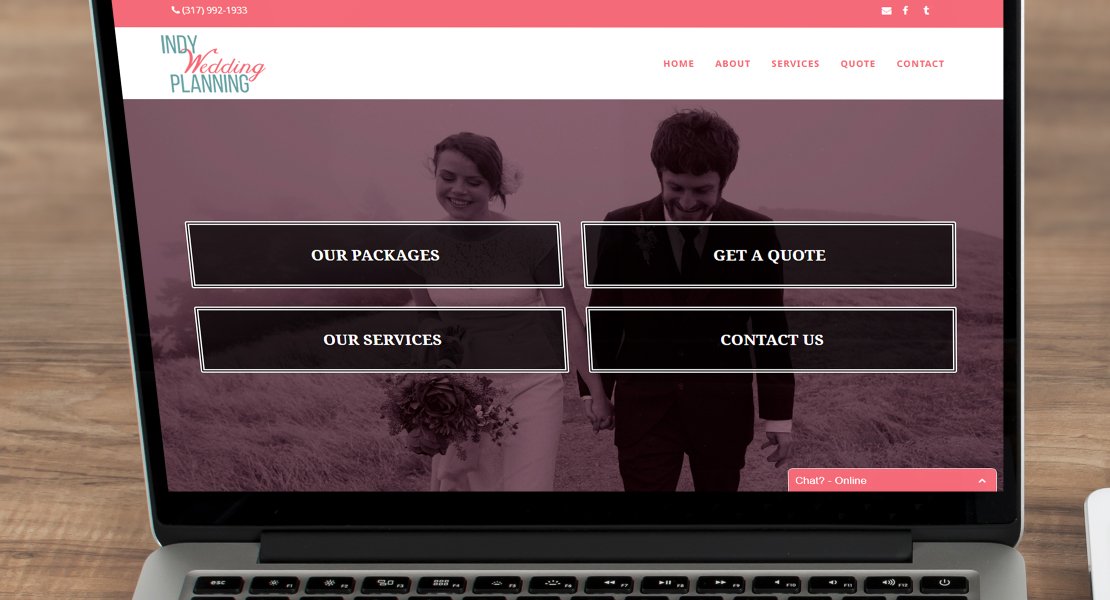 (317) 992-1933
INDY
Wedding
PLANNING
HOME ABOUT SERVICES QUOTE CONTACT
OUR PACKAGES GET A QUOTE
OUR SERVICES CONTACT US
Chat? - Online
esc F1 F2 F3 F4 F5 F6 F7 F8 F9 F10 F11 F12